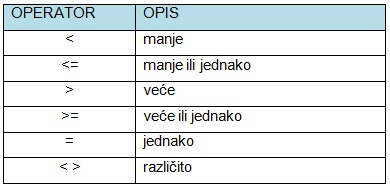 OPERATOR OPIS
< manje
<= manje ili jednako
> veće
>= veće ili jednako
= jednako
< > različito